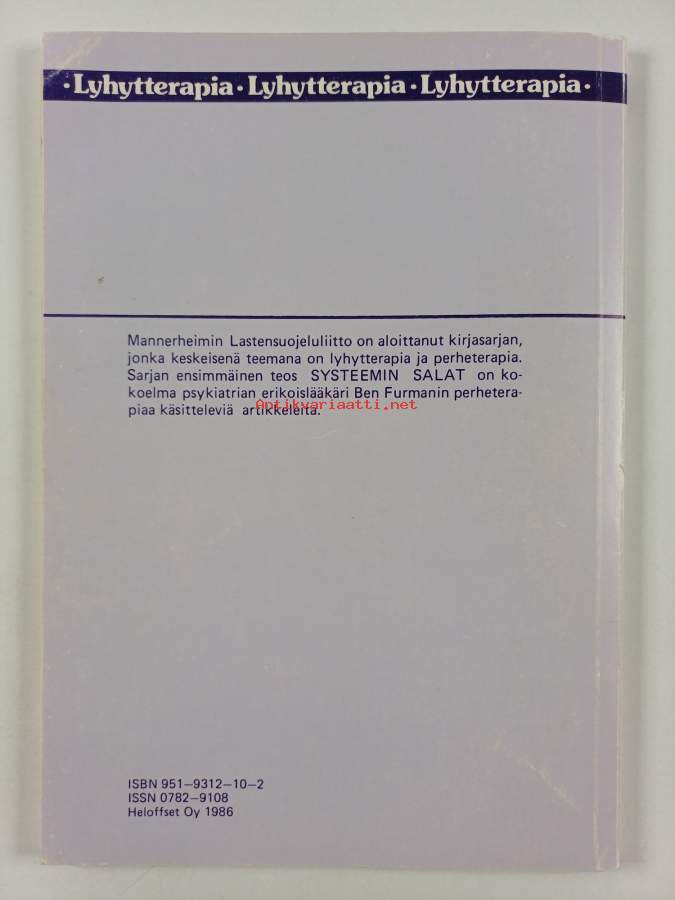 ·Lyhytterapia·Lyhytterapia·Lyhytterapia·
Mannerheimin Lastensuojeluliitto on aloittanut kirjasarjan,
jonka keskeisenä teemana on lyhytterapia ja perheterapia.
Sarjan ensimmäinen teos SYSTEEMIN SALAT on ko-
koelma psykiatrian erikoislääkäri Ben Furmanin perhetera-
piaa käsitteleviä artikkeleita.
Antikvariaatti.net
ISBN 951–9312–10–2
ISSN 0782–9108
Heloffset Oy 1986